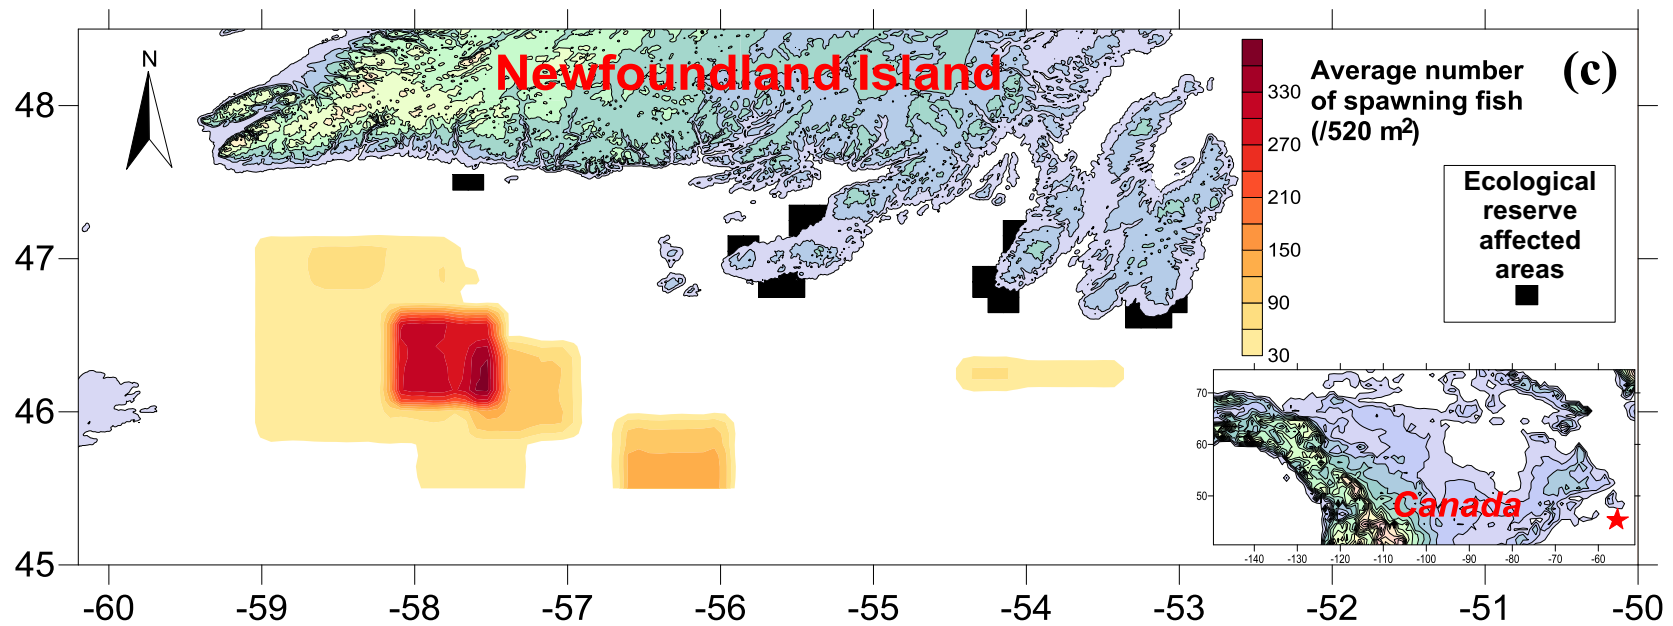 N
Newfoundland Island
(c)
Average number
of spawning fish
(/520 m²)
330
270
210
150
90
30
Ecological
reserve
affected
areas
48
47
46
45
-60 -59 -58 -57 -56 -55 -54 -53 -52 -51 -50
70
60
50
Canada
-140 -130 -120 -110 -100 -90 -80 -70 -60